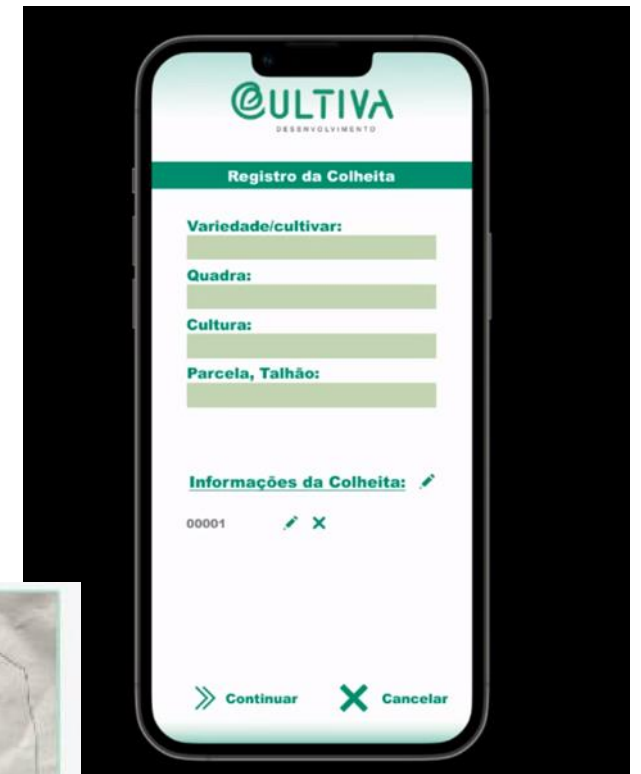 CULTIVA
DESENVOLVIMENTO
Registro da Colheita
Variedade/cultivar:
Quadra:
Cultura:
Parcela, Talhão:
Informações da Colheita:
00001
Continuar Cancelar